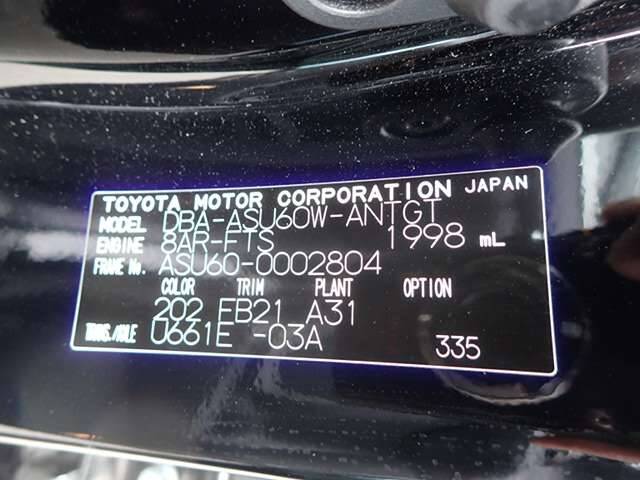 TOYOTA MOTOR CORPORATION JAPAN
MODEL DBA-ASU60W-ANTGT
ENGINE 8AR-FTS 1998 mL
FRAME No. ASU60-0002804
COLOR TRIM PLANT OPTION
202 EB21 A31
TRANS./AXLE U661E -03A 335